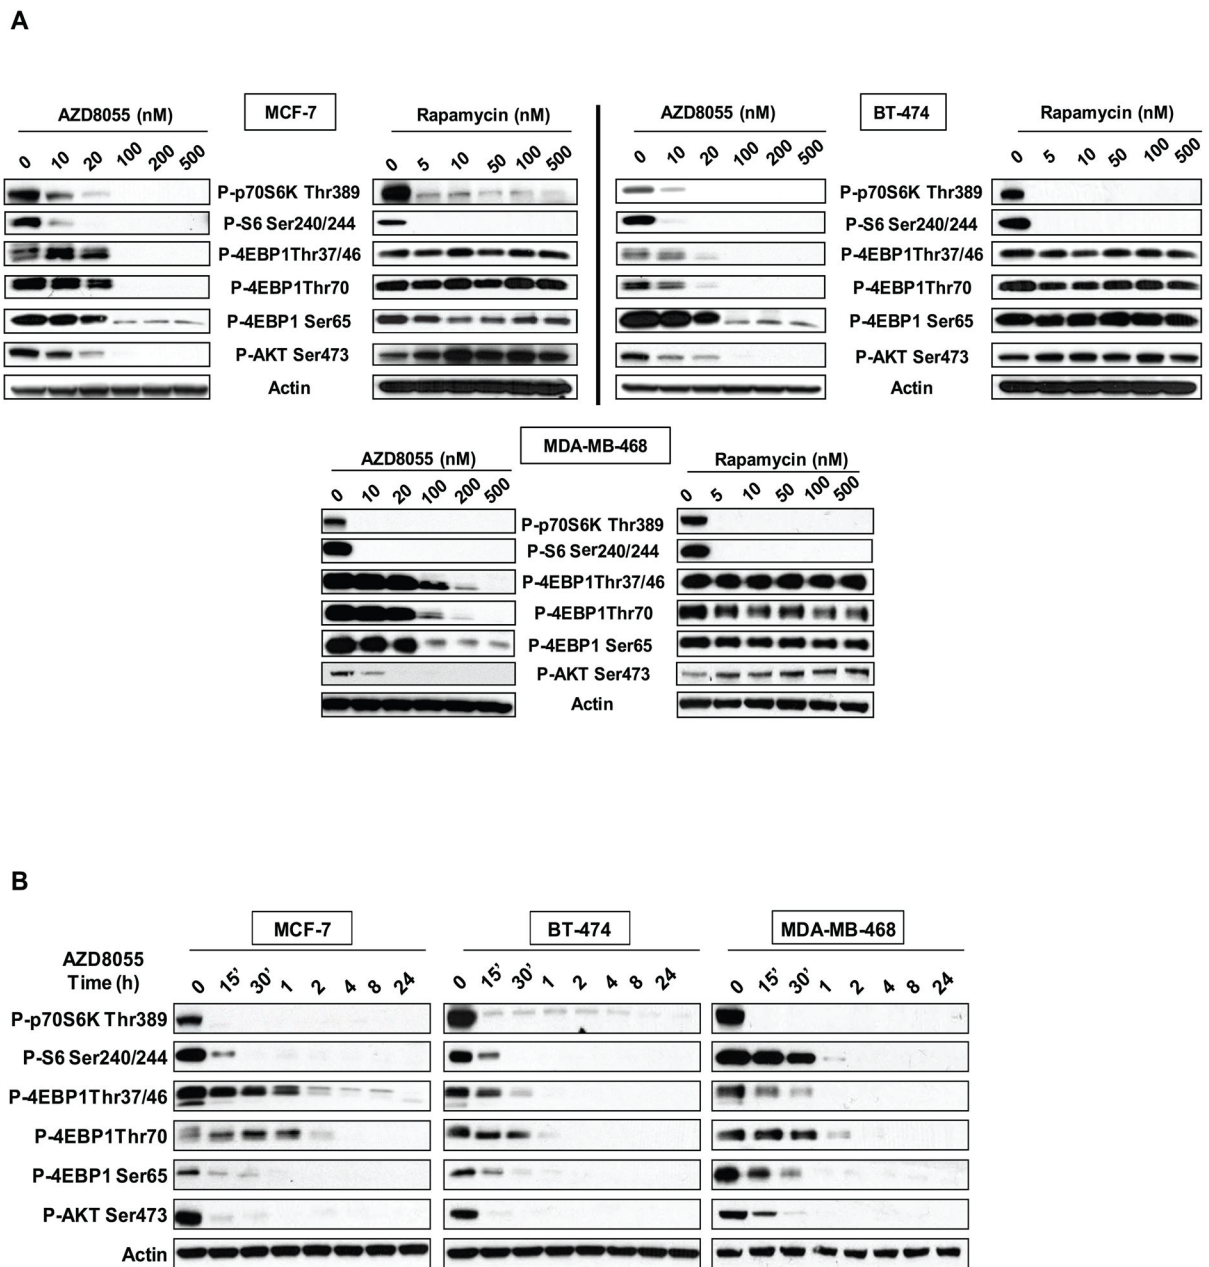 A
AZD8055 (nM) MCF-7 Rapamycin (nM) AZD8055 (nM) BT-474 Rapamycin (nM)
0 10 20 100 200 500 0 5 10 50 100 500 0 10 20 100 200 500 0 5 10 50 100 500
P-p70S6K Thr389 P-p70S6K Thr389
P-S6 Ser240/244 P-S6 Ser240/244
P-4EBP1Thr37/46 P-4EBP1Thr37/46
P-4EBP1Thr70 P-4EBP1Thr70
P-4EBP1 Ser65 P-4EBP1 Ser65
P-AKT Ser473 P-AKT Ser473
Actin Actin
AZD8055 (nM) MDA-MB-468 Rapamycin (nM)
0 10 20 100 200 500 0 5 10 50 100 500
P-p70S6K Thr389
P-S6 Ser240/244
P-4EBP1Thr37/46
P-4EBP1Thr70
P-4EBP1 Ser65
P-AKT Ser473
Actin
B
MCF-7 BT-474 MDA-MB-468
AZD8055
Time (h) 0 15’ 30’ 1 2 4 8 24 0 15’ 30’ 1 2 4 8 24 0 15’ 30’ 1 2 4 8 24
P-p70S6K Thr389
P-S6 Ser240/244
P-4EBP1Thr37/46
P-4EBP1Thr70
P-4EBP1 Ser65
P-AKT Ser473
Actin